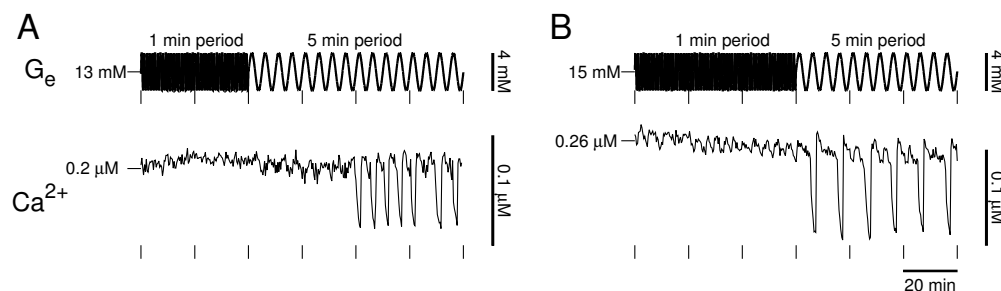 A
1 min period
5 min period
Ge
13 mM
4 mM
0.2 μM
Ca2+
0.1 μM
B
1 min period
5 min period
15 mM
4 mM
0.26 μM
0.1 μM
20 min